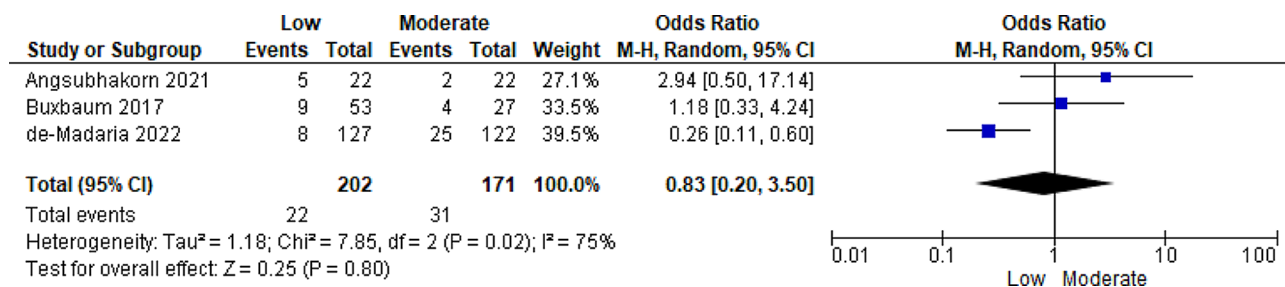 Low Moderate Odds Ratio Odds Ratio
Study or Subgroup Events Total Events Total Weight M-H, Random, 95% CI M-H, Random, 95% CI
Angsubhakorn 2021 5 22 2 22 27.1% 2.94 [0.50, 17.14]
Buxbaum 2017 9 53 4 27 33.5% 1.18 [0.33, 4.24]
de-Madaria 2022 8 127 25 122 39.5% 0.26 [0.11, 0.60]
Total (95% CI) 202 171 100.0% 0.83 [0.20, 3.50]
Total events 22 31
Heterogeneity: Tau² = 1.18; Chi² = 7.85, df = 2 (P = 0.02); I² = 75%
Test for overall effect: Z = 0.25 (P = 0.80)
0.01 0.1 1 10 100
Low Moderate